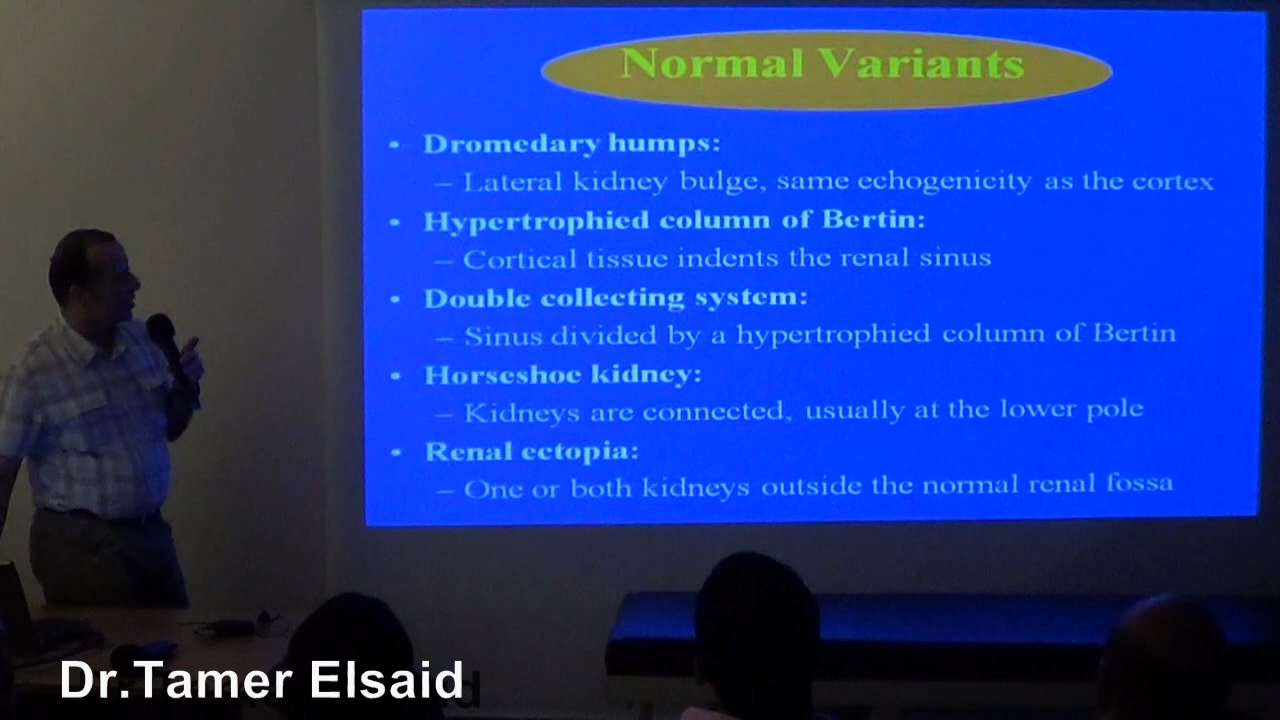 Normal Variants
• Dromedary humps:
– Lateral kidney bulge, same echogenicity as the cortex
• Hypertrophied column of Bertin:
– Cortical tissue indents the renal sinus
• Double collecting system:
– Sinus divided by a hypertrophied column of Bertin
• Horseshoe kidney:
– Kidneys are connected, usually at the lower pole
• Renal ectopia:
– One or both kidneys outside the normal renal fossa
Dr.Tamer Elsaid